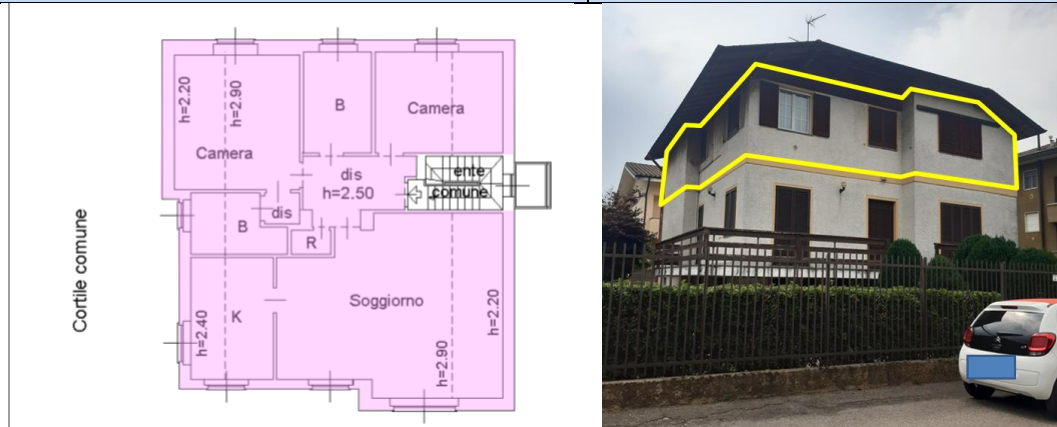 h=2.20
h=2.90
B
Camera
Camera
dis
h=2.50
ente
comune
dis
B
R
Cortile comune
Soggiorno
K
h=2.40
h=2.20
h=2.90